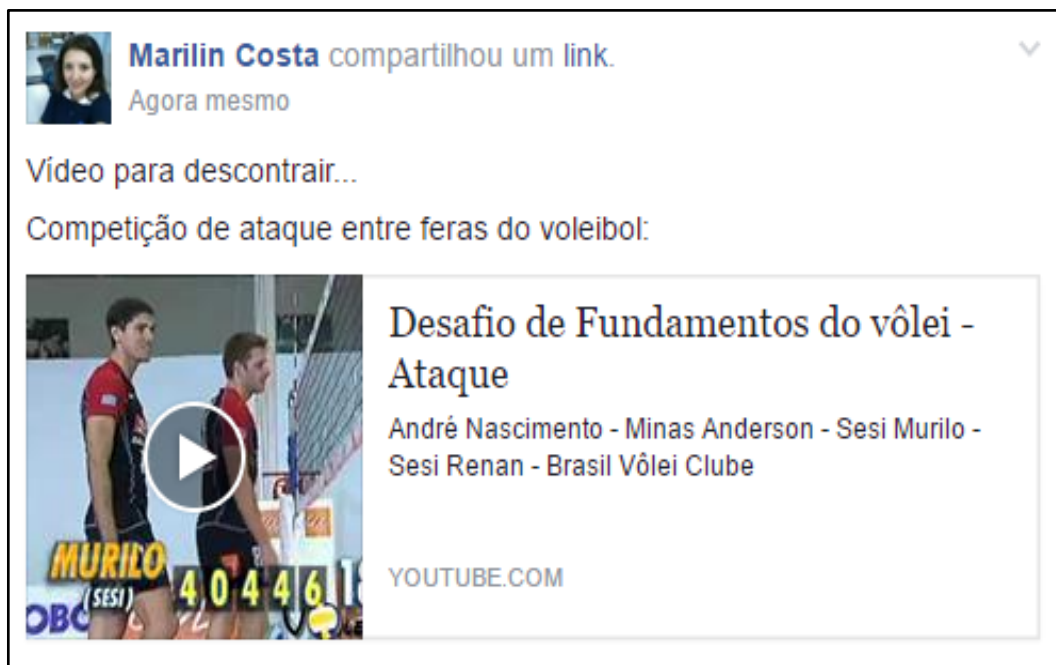 Marilin Costa compartilhou um link.
Agora mesmo
Vídeo para descontrair...
Competição de ataque entre feras do voleibol:
Desafio de Fundamentos do vôlei -
Ataque
André Nascimento - Minas Anderson - Sesi Murilo -
Sesi Renan - Brasil Vôlei Clube
YOUTUBE.COM
MURILO
(SESI)
4 0 4 4 6